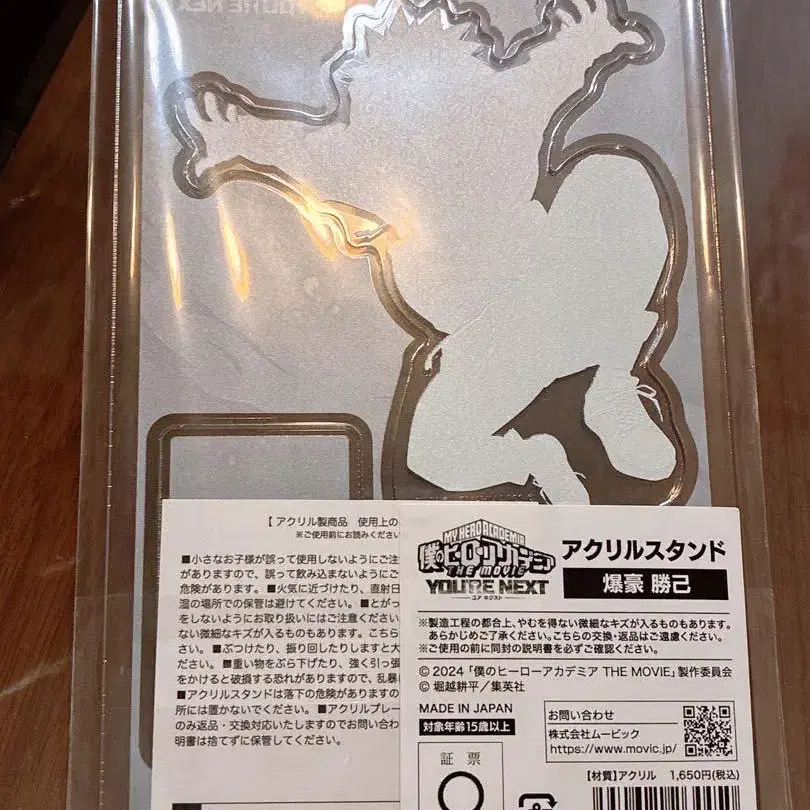 YOU'RE NEXT
【 アクリル製商品 使用上の
※ご使用前にお読みくださ
■小さなお子様が誤って使用しないようにご注
がありますので、誤って飲み込まないようにご
危険があります。■火気に近づけたり、直射日
湿の場所での保管は避けてください。■とがっ
をしないようにお取り扱いにはご注意ください
ない微細なキズが入るものもあります。こちら
ださい。■ぶつけたり、振り回したりしますと大
ださい。■重い物をぶら下げたり、強く引っ張
をかけると破損する恐れがありますので、乱暴
■アクリルスタンドは落下の危険がありますの
所には置かないでください。■アクリルプレー
のみ返品・交換対応いたしますのでお問い合わ
明書は捨てずに保管してください。
MY HERO ACADEMIA
僕のヒーローアカデミア
THE MOVIE
YOU'RE NEXT
ユア ネクスト
アクリルスタンド
爆豪 勝己
※製造工程の都合上、やむを得ない微細なキズが入るものもあります。
あらかじめご了承ください。こちらの交換・返品はご遠慮ください。
※ご使用の前に同封の説明書を必ずご確認ください。
© 2024「僕のヒーローアカデミア THE MOVIE」製作委員会
© 堀越耕平／集英社
MADE IN JAPAN
対象年齢15歳以上
お問い合わせ
株式会社ムービック
https://www.movic.jp/
証 票
【材質】アクリル 1,650円(税込)